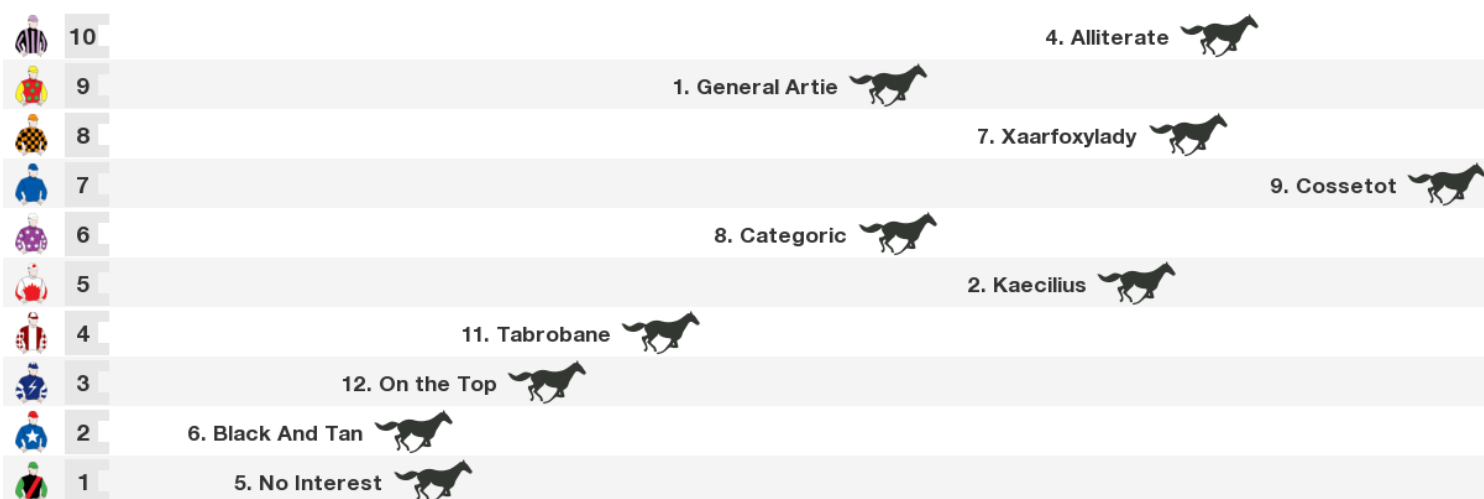 10 4. Alliterate
9 1. General Artie
8 7. Xaarfoxylady
7 9. Cossetot
6 8. Categoric
5 2. Kaecilius
4 11. Tabrobane
3 12. On the Top
2 6. Black And Tan
1 5. No Interest